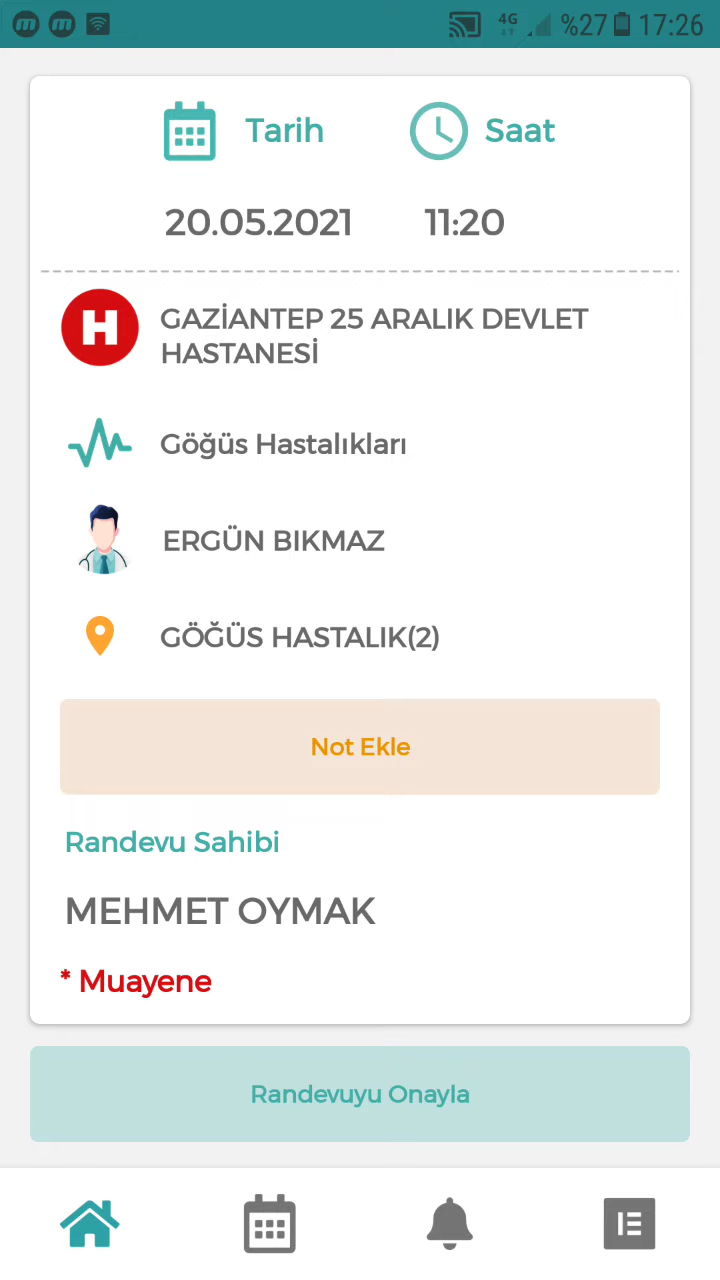 4G %27 17:26
Tarih Saat
20.05.2021 11:20
H GAZİANTEP 25 ARALIK DEVLET
HASTANESİ
Göğüs Hastalıkları
ERGÜN BIKMAZ
GÖĞÜS HASTALIK(2)
Not Ekle
Randevu Sahibi
MEHMET OYMAK
* Muayene
Randevuyu Onayla